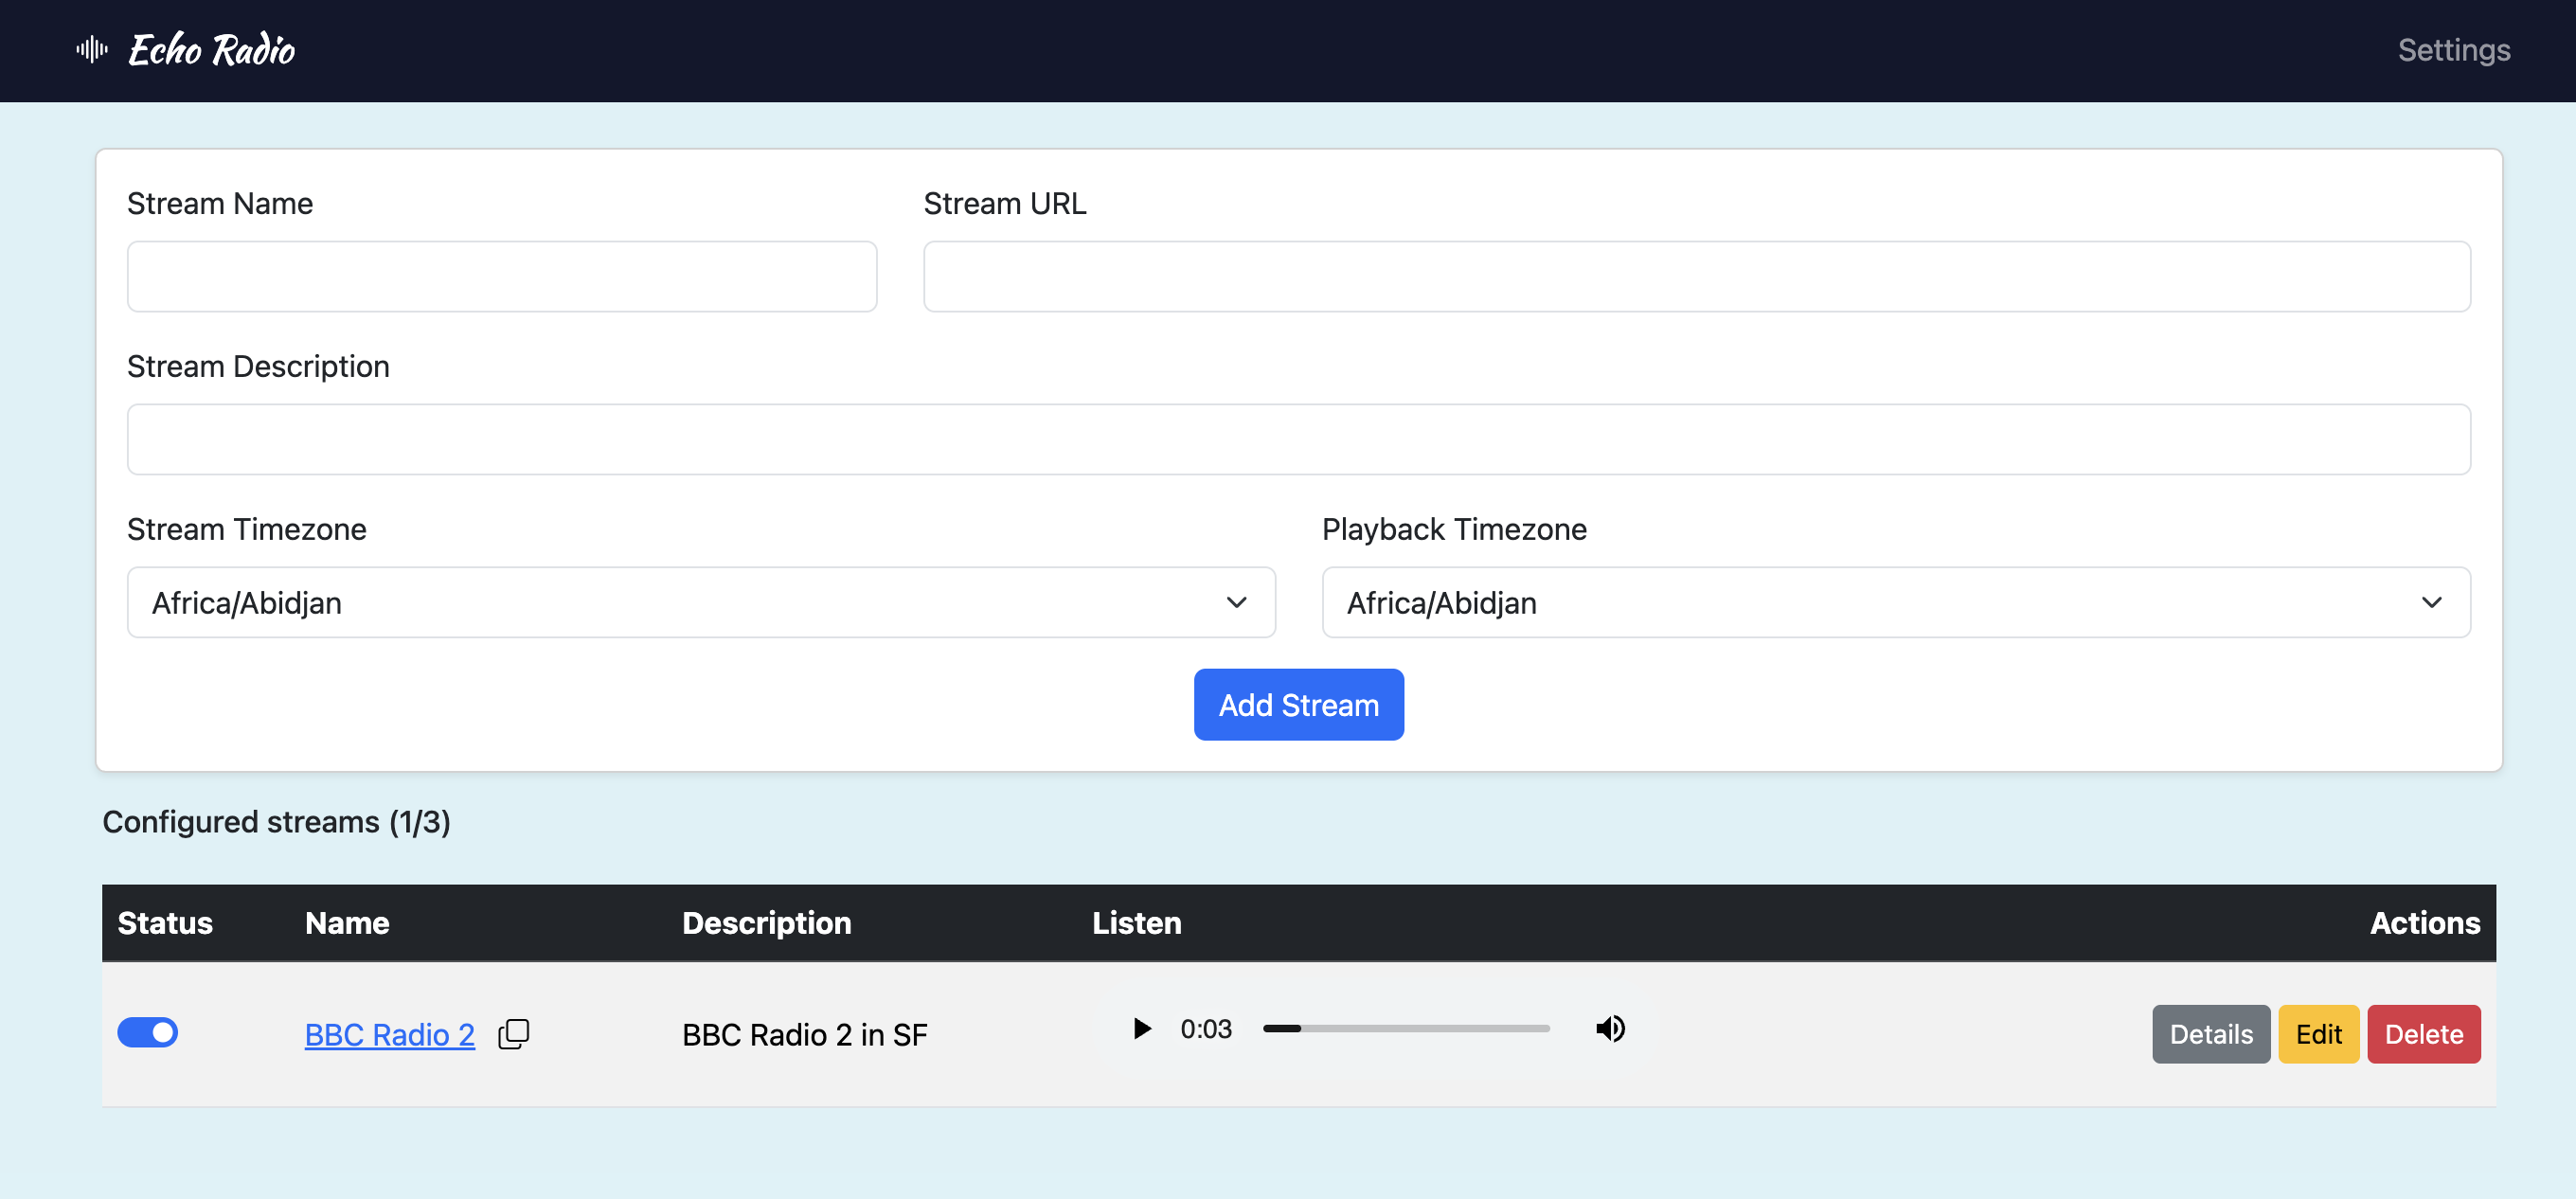 Echo Radio
Settings
Stream Name
Stream URL
Stream Description
Stream Timezone
Playback Timezone
Africa/Abidjan
Africa/Abidjan
Add Stream
Configured streams (1/3)
Status Name Description Listen Actions
BBC Radio 2 BBC Radio 2 in SF 0:03 Details Edit Delete